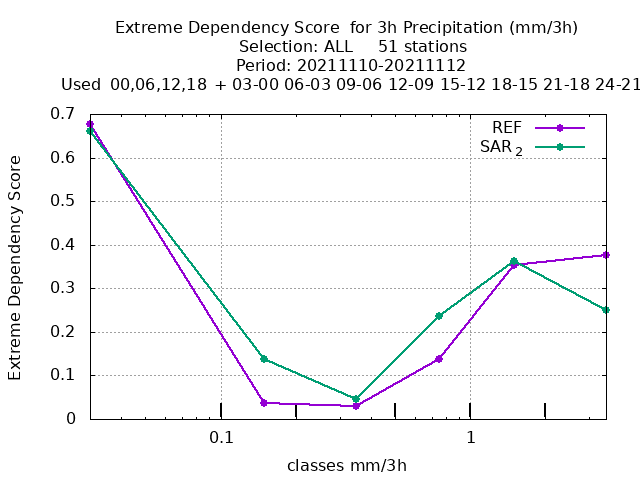 Extreme Dependency Score  for 3h Precipitation (mm/3h)
Selection: ALL     51 stations
Period: 20211110-20211112
Used  00,06,12,18  + 03-00 06-03 09-06 12-09 15-12 18-15 21-18 24-21
REF
SAR 2
0.7
0.6
0.5
0.4
0.3
0.2
0.1
0
Extreme Dependency Score
0.1 1
classes mm/3h